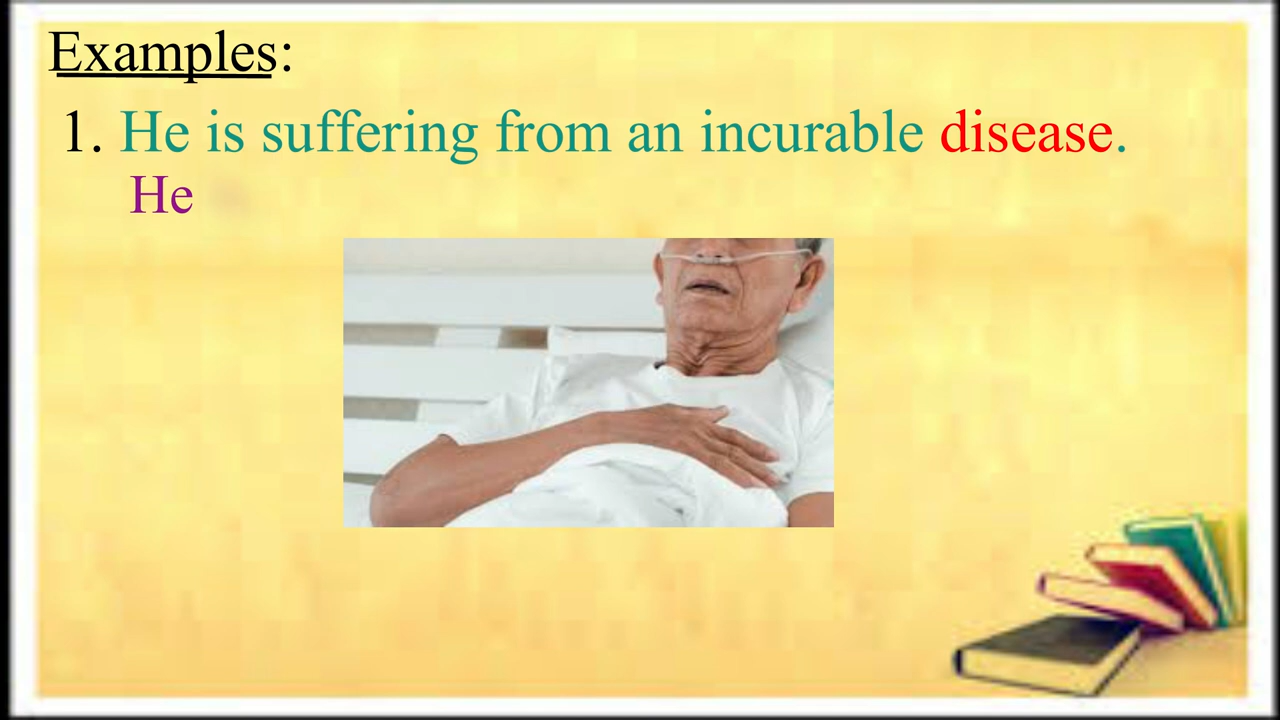 Examples:
1. He is suffering from an incurable disease.
He